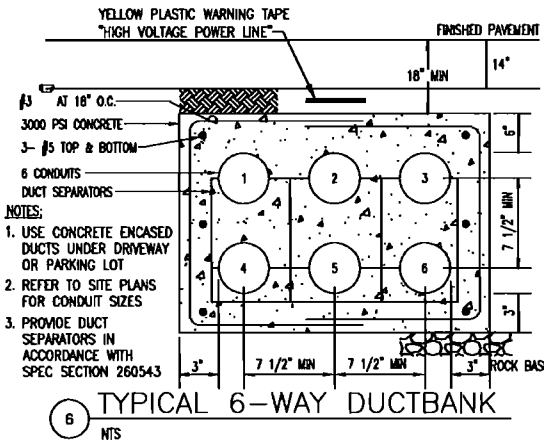 YELLOW PLASTIC WARNING TAPE
"HIGH VOLTAGE POWER LINE"
FINISHED PAVEMENT
14"
18" MIN
#3 AT 18" O.C.
3000 PSI CONCRETE
3- #5 TOP & BOTTOM
6 CONDUITS
DUCT SEPARATORS
6"
1
2
3
7 1/2" MIN
4
5
6
3"
NOTES:
1. USE CONCRETE ENCASED
DUCTS UNDER DRIVEWAY
OR PARKING LOT
2. REFER TO SITE PLANS
FOR CONDUIT SIZES
3. PROVIDE DUCT
SEPARATORS IN
ACCORDANCE WITH
SPEC SECTION 260543
3"
7 1/2" MIN
7 1/2" MIN
3"
ROCK BAS
6
TYPICAL 6-WAY DUCTBANK
NTS